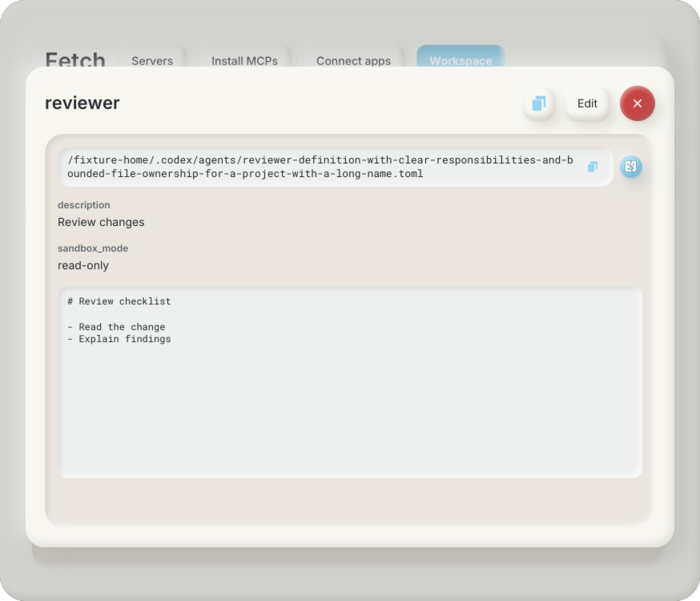 Fetch
Servers
Install MCPs
Connect apps
Workspace
reviewer
Edit
/fixture-home/.codex/agents/reviewer-definition-with-clear-responsibilities-and-b
ounded-file-ownership-for-a-project-with-a-long-name.toml
description
Review changes
sandbox_mode
read-only
# Review checklist
- Read the change
- Explain findings